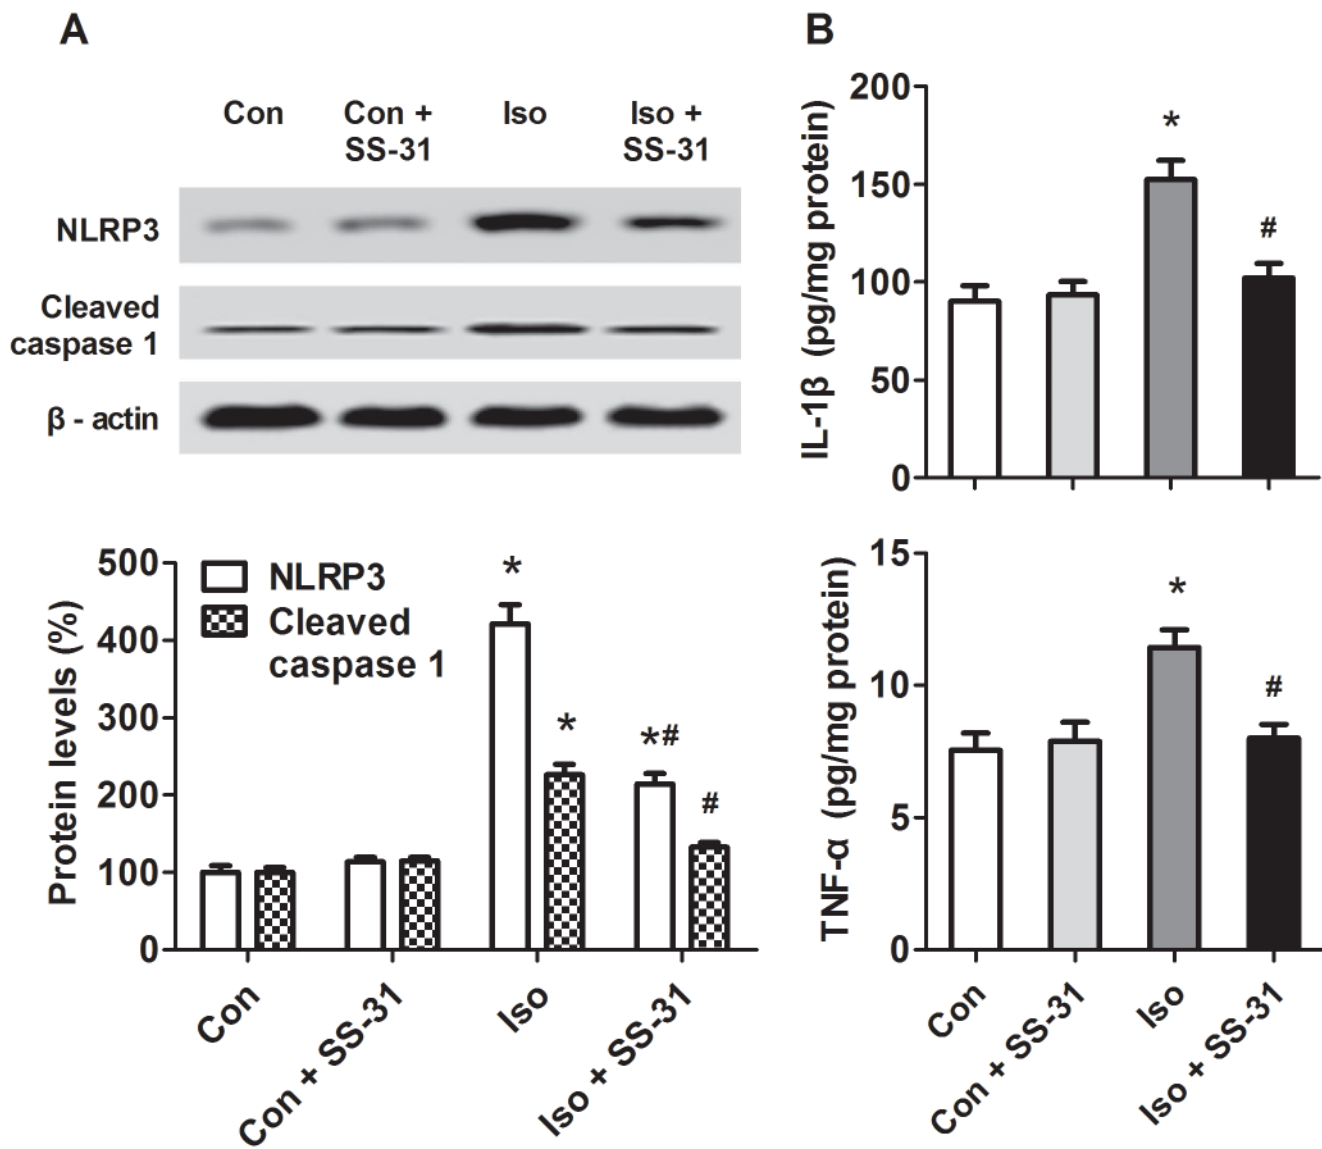 A
Con
Con +
SS-31
Iso
Iso +
SS-31
NLRP3
Cleaved
caspase 1
β - actin
Protein levels (%)
500
400
300
200
100
0
NLRP3
Cleaved
caspase 1
*
*
*#
#
Con
Con + SS-31
Iso
Iso + SS-31
B
IL-1β (pg/mg protein)
200
150
100
50
0
*
#
TNF-α (pg/mg protein)
15
10
5
0
*
#
Con
Con + SS-31
Iso
Iso + SS-31